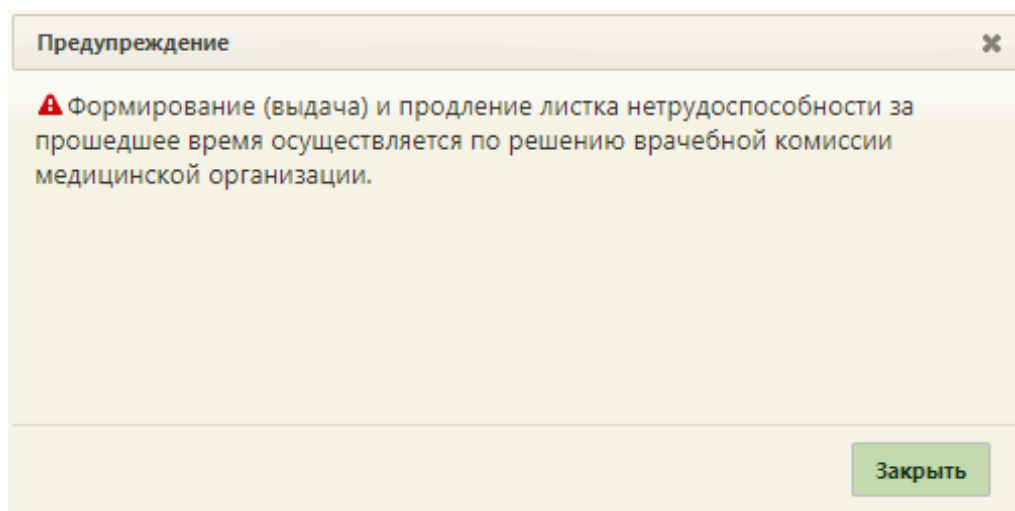 Предупреждение
Формирование (выдача) и продление листка нетрудоспособности за
прошедшее время осуществляется по решению врачебной комиссии
медицинской организации.
Закрыть